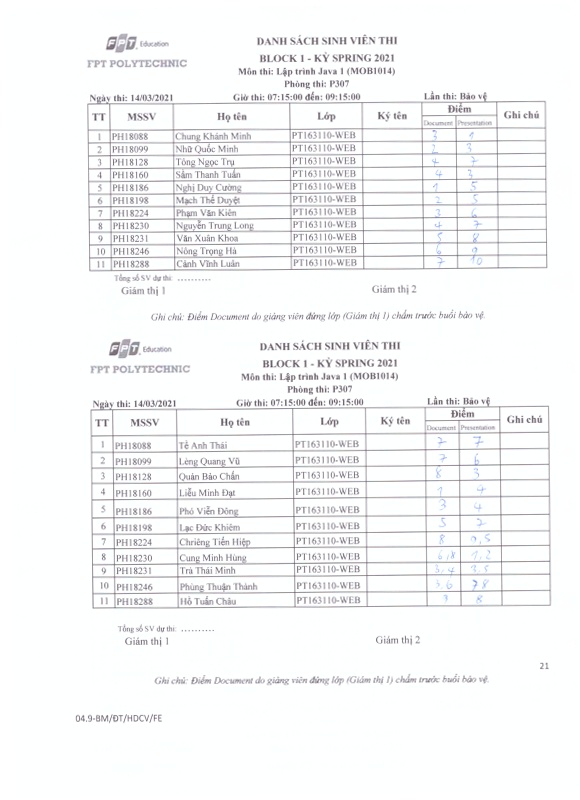 FPT Education
FPT POLYTECHNIC
DANH SÁCH SINH VIÊN THI
BLOCK 1 - KỲ SPRING 2021
Môn thi: Lập trình Java 1 (MOB1014)
Phòng thi: P307
Ngày thi: 14/03/2021 Giờ thi: 07:15:00 đến: 09:15:00 Lần thi: Bảo vệ
TT MSSV Họ tên Lớp Ký tên Điểm Ghi chú
Document Presentation
1 PH18088 Chung Khánh Minh PT163110-WEB 3 1
2 PH18099 Nhữ Quốc Minh PT163110-WEB 2 3
3 PH18128 Tông Ngọc Trụ PT163110-WEB 4 7
4 PH18160 Sầm Thanh Tuấn PT163110-WEB 4 3
5 PH18186 Nghị Duy Cường PT163110-WEB 1 5
6 PH18198 Mạch Thế Duyệt PT163110-WEB 2 5
7 PH18224 Phạm Văn Kiên PT163110-WEB 3 6
8 PH18230 Nguyễn Trung Long PT163110-WEB 4 7
9 PH18231 Văn Xuân Khoa PT163110-WEB 5 8
10 PH18246 Nông Trọng Hà PT163110-WEB 6 9
11 PH18288 Cảnh Vĩnh Luân PT163110-WEB 7 10
Tổng số SV dự thi: ..........
Giám thị 1 Giám thị 2
Ghi chú: Điểm Document do giảng viên đứng lớp (Giám thị 1) chấm trước buổi bảo vệ.
FPT Education
FPT POLYTECHNIC
DANH SÁCH SINH VIÊN THI
BLOCK 1 - KỲ SPRING 2021
Môn thi: Lập trình Java 1 (MOB1014)
Phòng thi: P307
Ngày thi: 14/03/2021 Giờ thi: 07:15:00 đến: 09:15:00 Lần thi: Bảo vệ
TT MSSV Họ tên Lớp Ký tên Điểm Ghi chú
Document Presentation
1 PH18088 Tề Anh Thái PT163110-WEB 7
2 PH18099 Lèng Quang Vũ PT163110-WEB 7 6
3 PH18128 Quán Bảo Chấn PT163110-WEB 8 3
4 PH18160 Liễu Minh Đạt PT163110-WEB 1
5 PH18186 Phó Viễn Đông PT163110-WEB 3 4
6 PH18198 Lạc Đức Khiêm PT163110-WEB 5 7
7 PH18224 Chriêng Tiến Hiệp PT163110-WEB 8 9,5
8 PH18230 Cung Minh Hùng PT163110-WEB 6,8 1,2
9 PH18231 Trà Thái Minh PT163110-WEB 3,4 3,5
10 PH18246 Phùng Thuận Thành PT163110-WEB 3,6 78
11 PH18288 Hồ Tuấn Châu PT163110-WEB 8
Tổng số SV dự thi: ..........
Giám thị 1 Giám thị 2
21
Ghi chú: Điểm Document do giảng viên đứng lớp (Giám thị 1) chấm trước buổi bảo vệ.
04.9-BM/ĐT/HDCV/FE